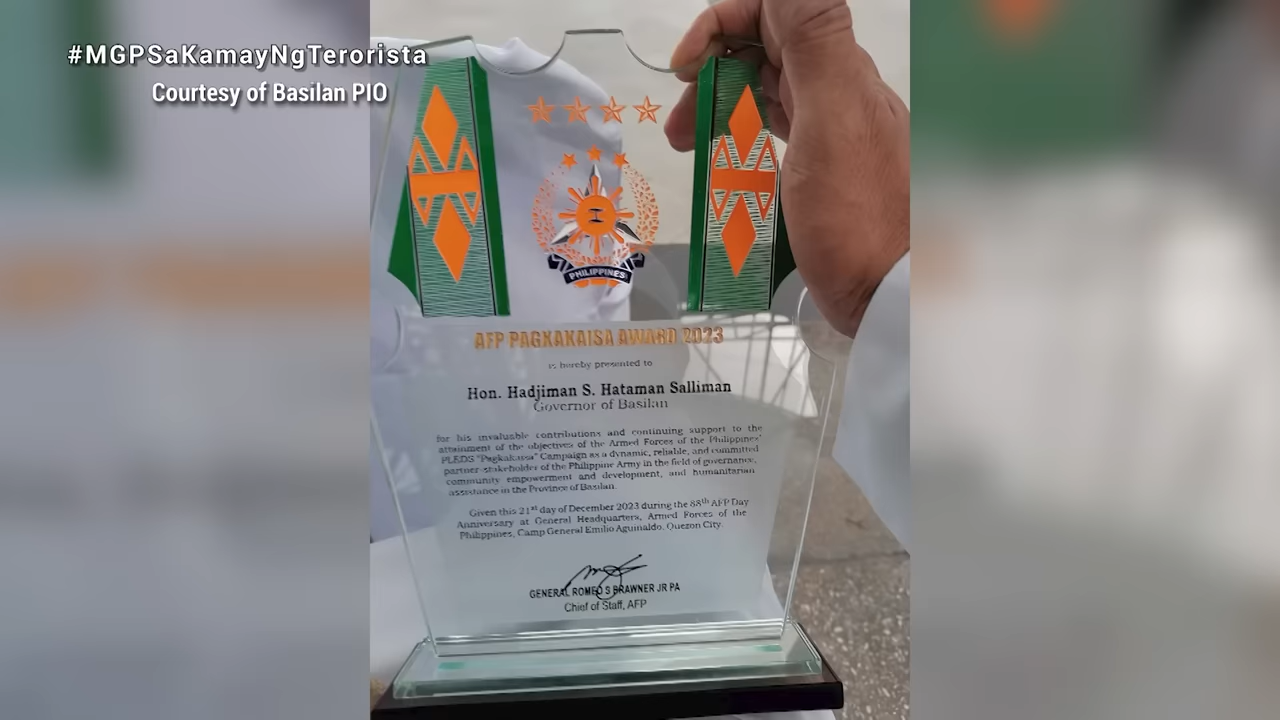 #MGPSaKamayNgTerorista
Courtesy of Basilan PIO
PHILIPPINES
AFP PAGKAKAISA AWARD 2023
is hereby presented to
Hon. Hadjiman S. Hataman Salliman
Governor of Basilan
for his invaluable contributions and continuing support to the
attainment of the objectives of the Armed Forces of the Philippines'
PLEDS "Pagkakaisa" Campaign as a dynamic, reliable, and committed
partner-stakeholder of the Philippine Army in the field of governance,
community empowerment and development, and humanitarian
assistance in the Province of Basilan.
Given this 21st day of December 2023 during the 88th AFP Day
Anniversary at General Headquarters, Armed Forces of the
Philippines, Camp General Emilio Aguinaldo, Quezon City.
GENERAL ROMEO S BRAWNER JR PA
Chief of Staff, AFP